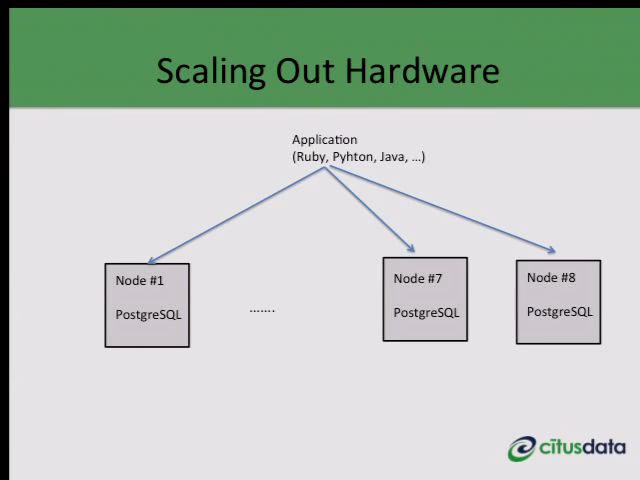 Scaling Out Hardware
Application
(Ruby, Pyhton, Java, …)
Node #1
PostgreSQL
…….
Node #7
PostgreSQL
Node #8
PostgreSQL
citusdata